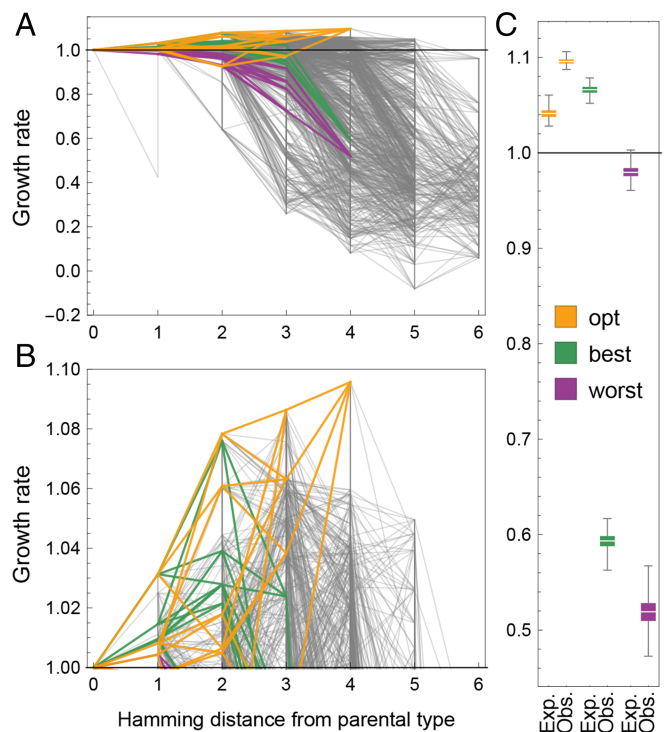 A
Growth rate
1.0
0.8
0.6
0.4
0.2
0.0
−0.2
0 1 2 3 4 5 6
B
Growth rate
1.10
1.08
1.06
1.04
1.02
1.00
0 1 2 3 4 5 6
Hamming distance from parental type
C
1.1
1.0
0.9
0.8
0.7
0.6
0.5
opt
best
worst
Exp.
Obs.
Exp.
Obs.
Exp.
Obs.